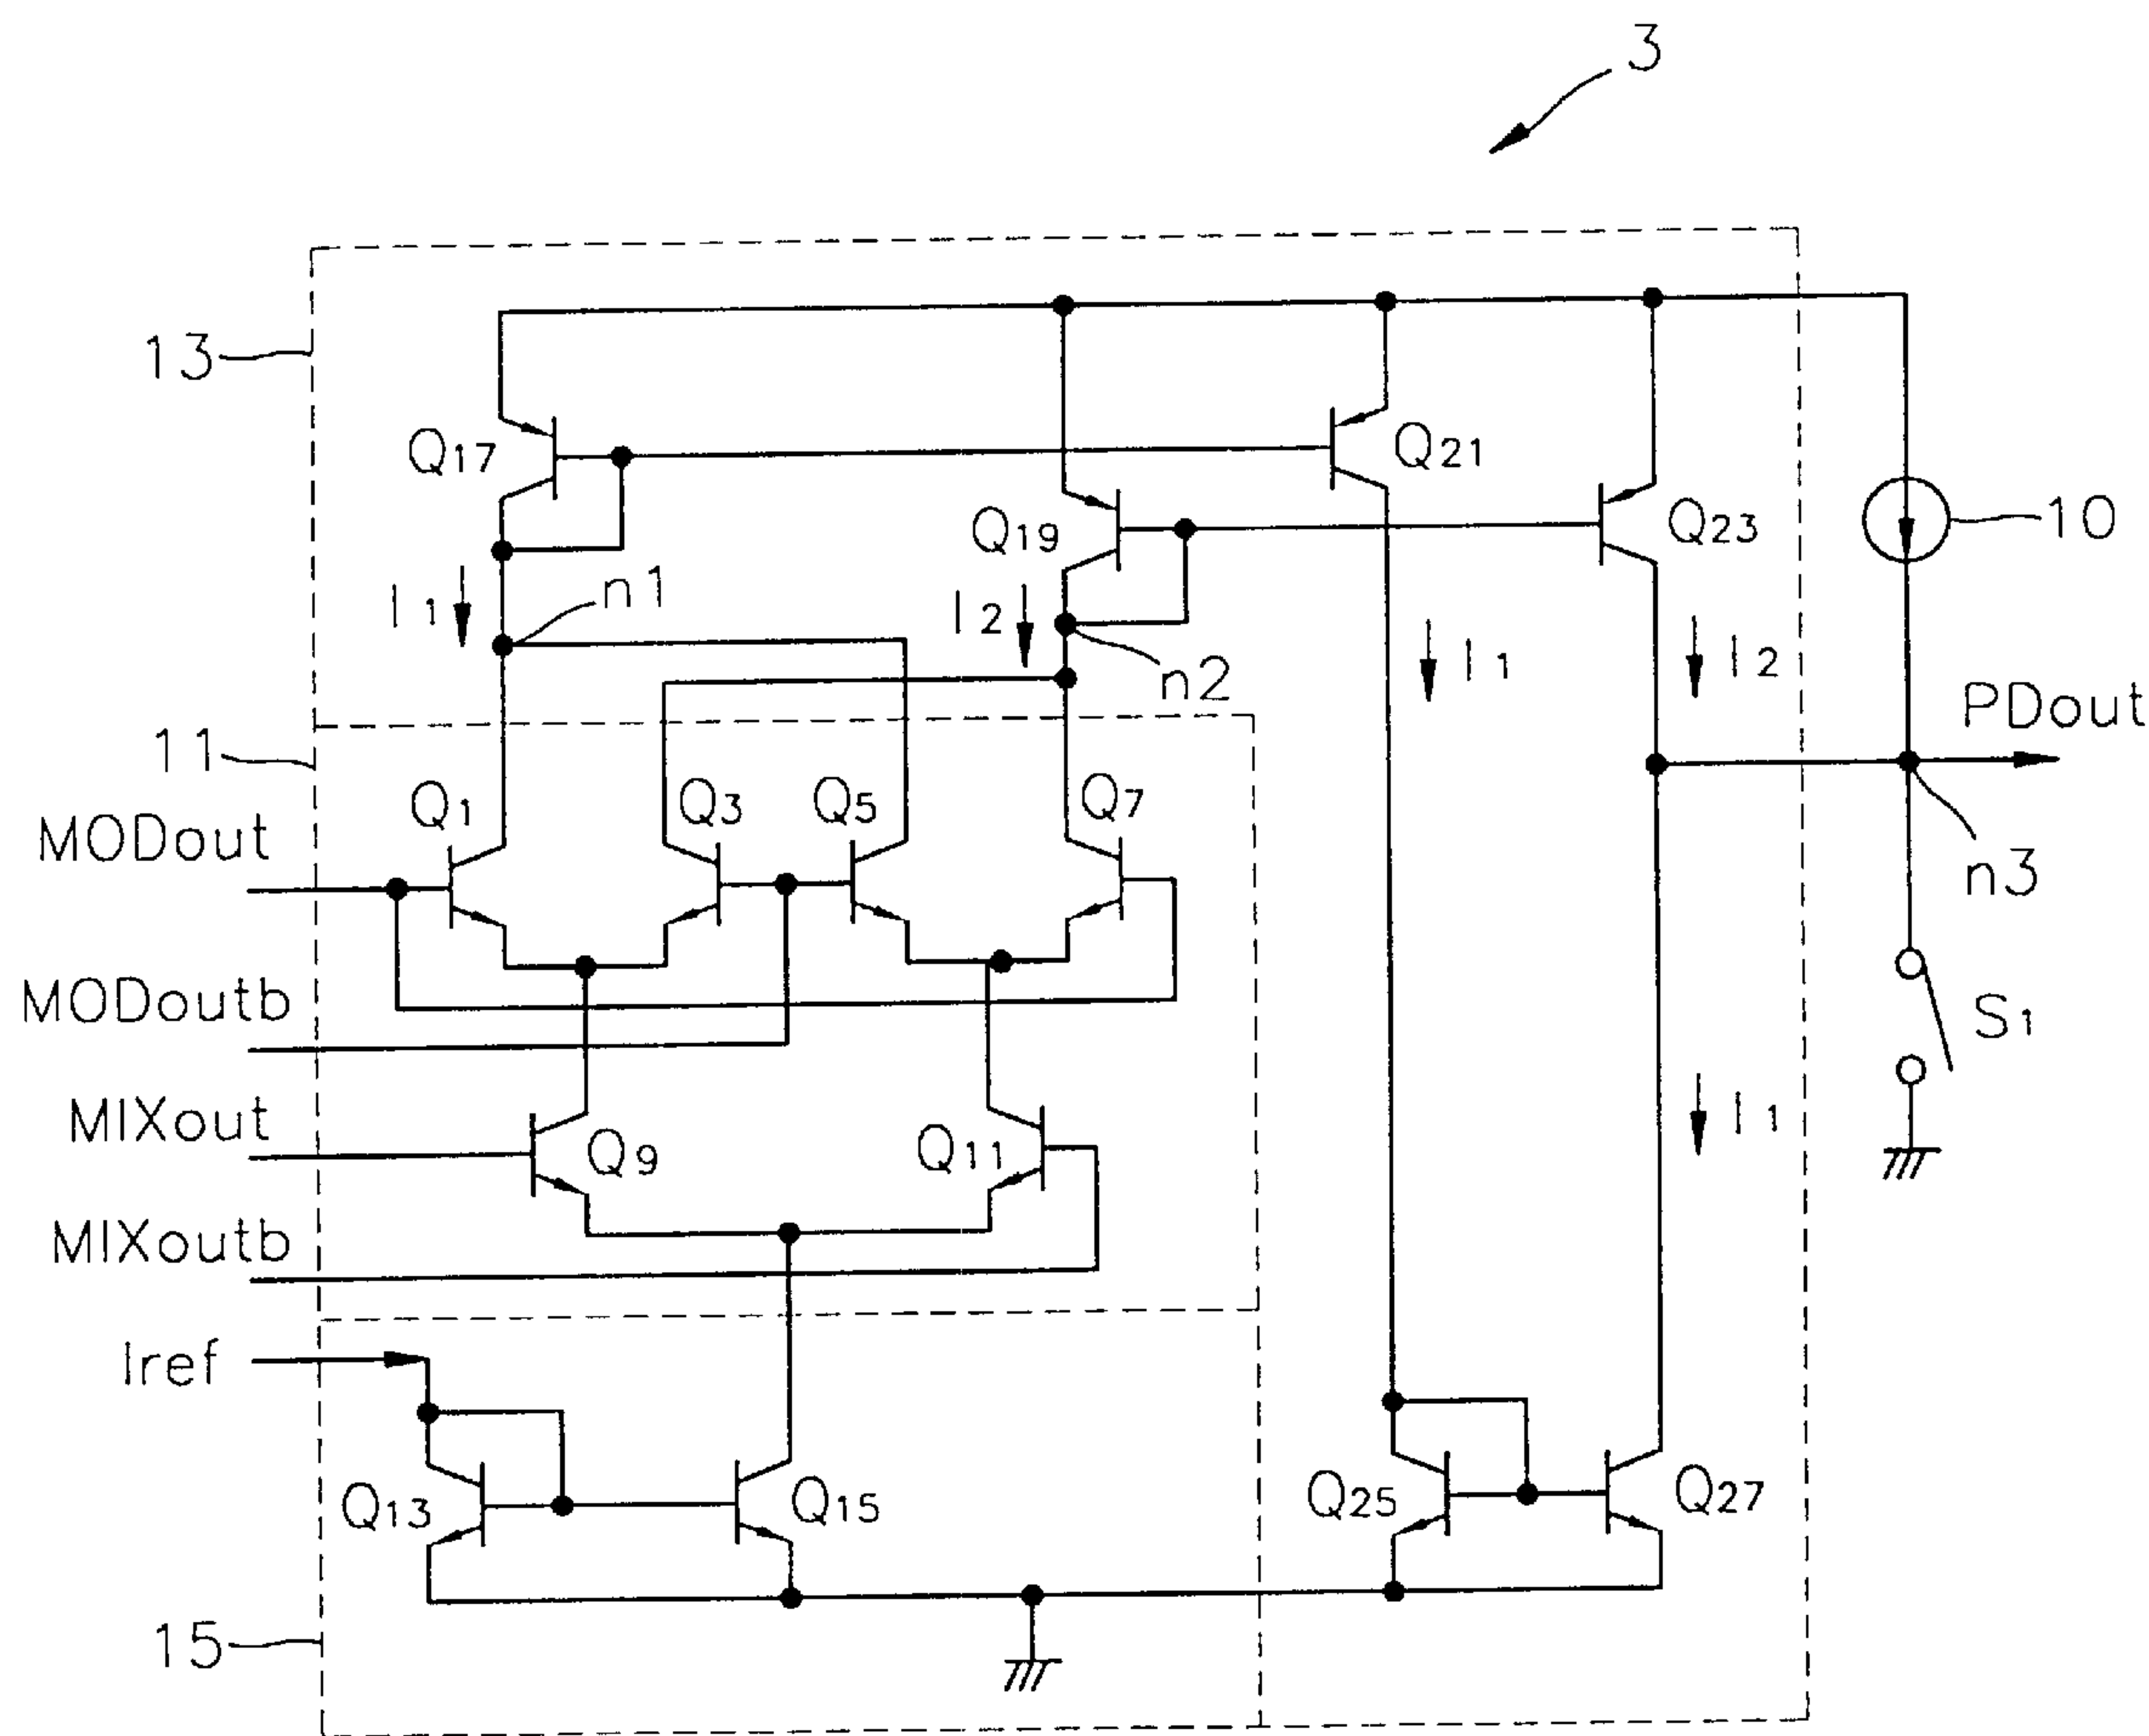 3
13
Q17
Q21
Q19
Q23
10
I1
n1
I2
n2
I1
I2
PDout
11
Q1
Q3
Q5
Q7
MODout
n3
MODoutb
S1
MIXout
Q9
Q11
I1
MIXoutb
Iref
Q13
Q15
Q25
Q27
15